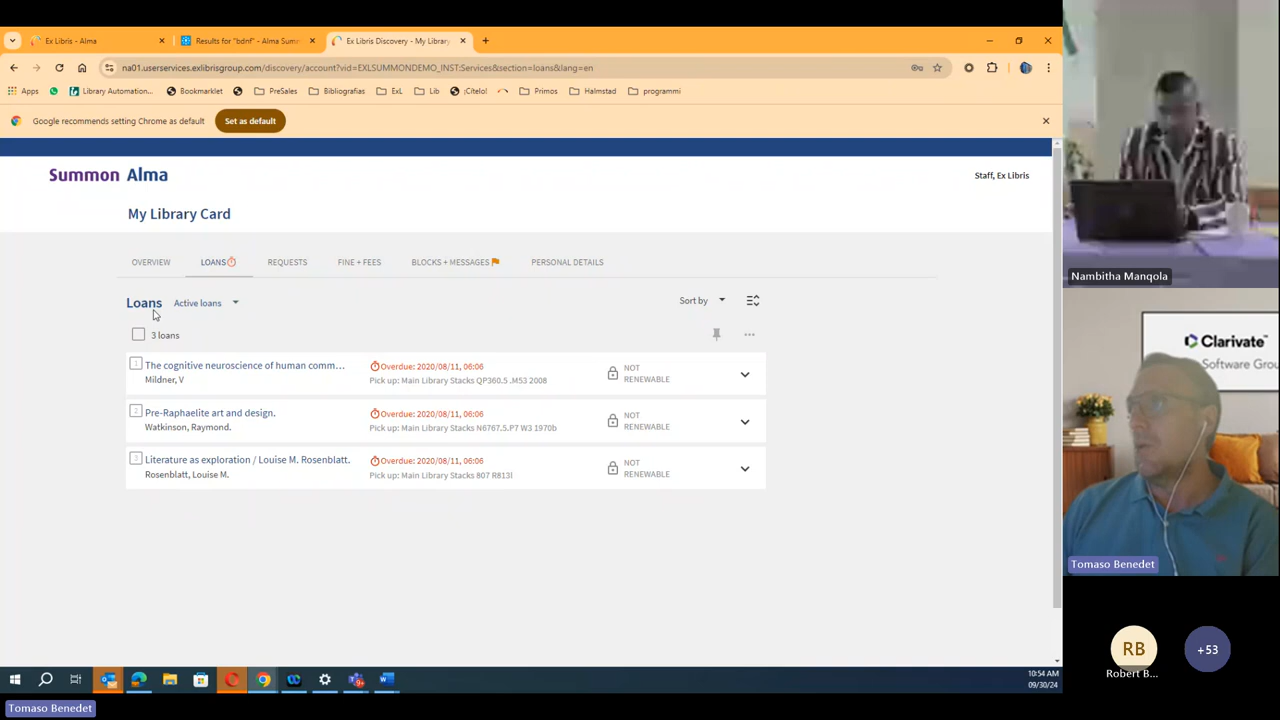 Ex Libris - Alma
Results for "bdnf" - Alma Summ
Ex Libris Discovery - My Library
na01.userservices.exlibrisgroup.com/discovery/account?vid=EXLSUMMONDEMO_INST:Services&section=loans&lang=en
Apps
Library Automation...
Bookmarklet
PreSales
Bibliografias
ExL
Lib
¡Cítelo!
Primos
Halmstad
programmi
Google recommends setting Chrome as default
Set as default
Summon Alma
Staff, Ex Libris
My Library Card
OVERVIEW
LOANS
REQUESTS
FINE + FEES
BLOCKS + MESSAGES
PERSONAL DETAILS
Loans
Active loans
Sort by
3 loans
1
The cognitive neuroscience of human comm...
Mildner, V
Overdue: 2020/08/11, 06:06
Pick up: Main Library Stacks QP360.5 .M53 2008
NOT
RENEWABLE
2
Pre-Raphaelite art and design.
Watkinson, Raymond.
Overdue: 2020/08/11, 06:06
Pick up: Main Library Stacks N6767.5.P7 W3 1970b
NOT
RENEWABLE
3
Literature as exploration / Louise M. Rosenblatt.
Rosenblatt, Louise M.
Overdue: 2020/08/11, 06:06
Pick up: Main Library Stacks 807 R813l
NOT
RENEWABLE
10:54 AM
09/30/24
Tomaso Benedet
Nambitha Manqola
Clarivate™
Software Grou
Tomaso Benedet
RB
Robert B...
+53